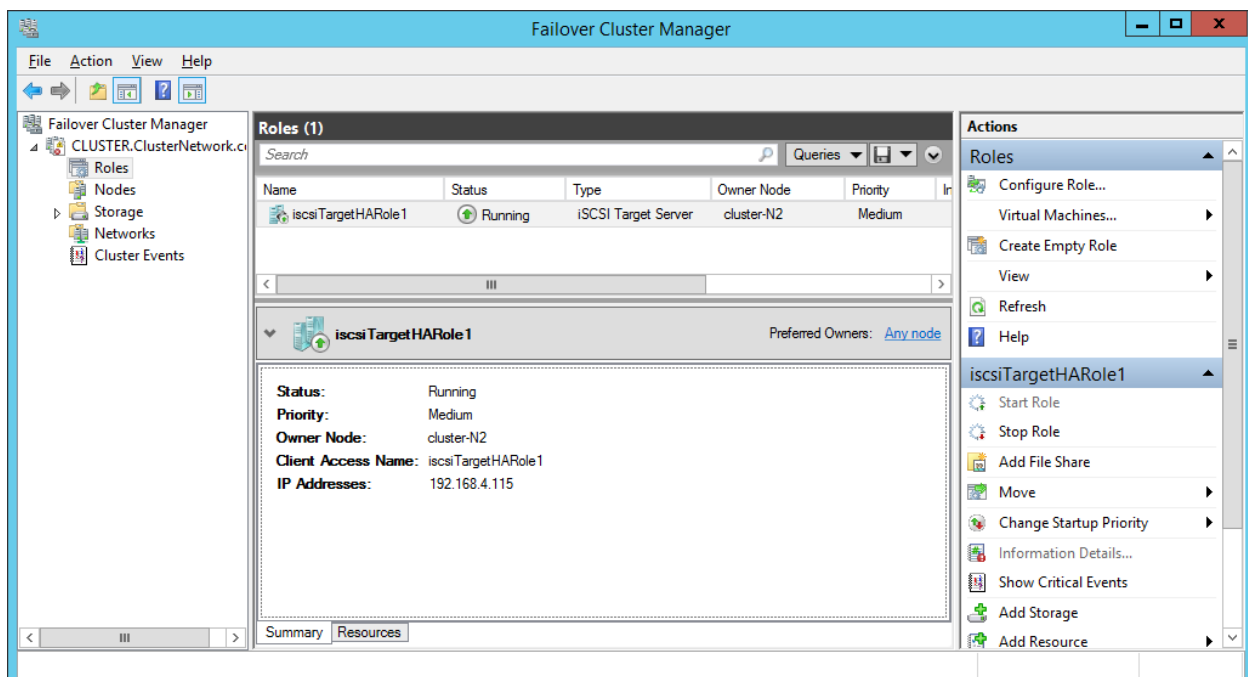 Failover Cluster Manager
File Action View Help
Failover Cluster Manager
CLUSTER.ClusterNetwork.c
Roles
Nodes
Storage
Networks
Cluster Events
Roles (1)
Search
Queries
Name Status Type Owner Node Priority
iscsiTargetHARole1 Running iSCSI Target Server cluster-N2 Medium
iscsiTargetHARole1
Preferred Owners: Any node
Status: Running
Priority: Medium
Owner Node: cluster-N2
Client Access Name: iscsiTargetHARole1
IP Addresses: 192.168.4.115
Summary Resources
Actions
Roles
Configure Role...
Virtual Machines...
Create Empty Role
View
Refresh
Help
iscsiTargetHARole1
Start Role
Stop Role
Add File Share
Move
Change Startup Priority
Information Details...
Show Critical Events
Add Storage
Add Resource